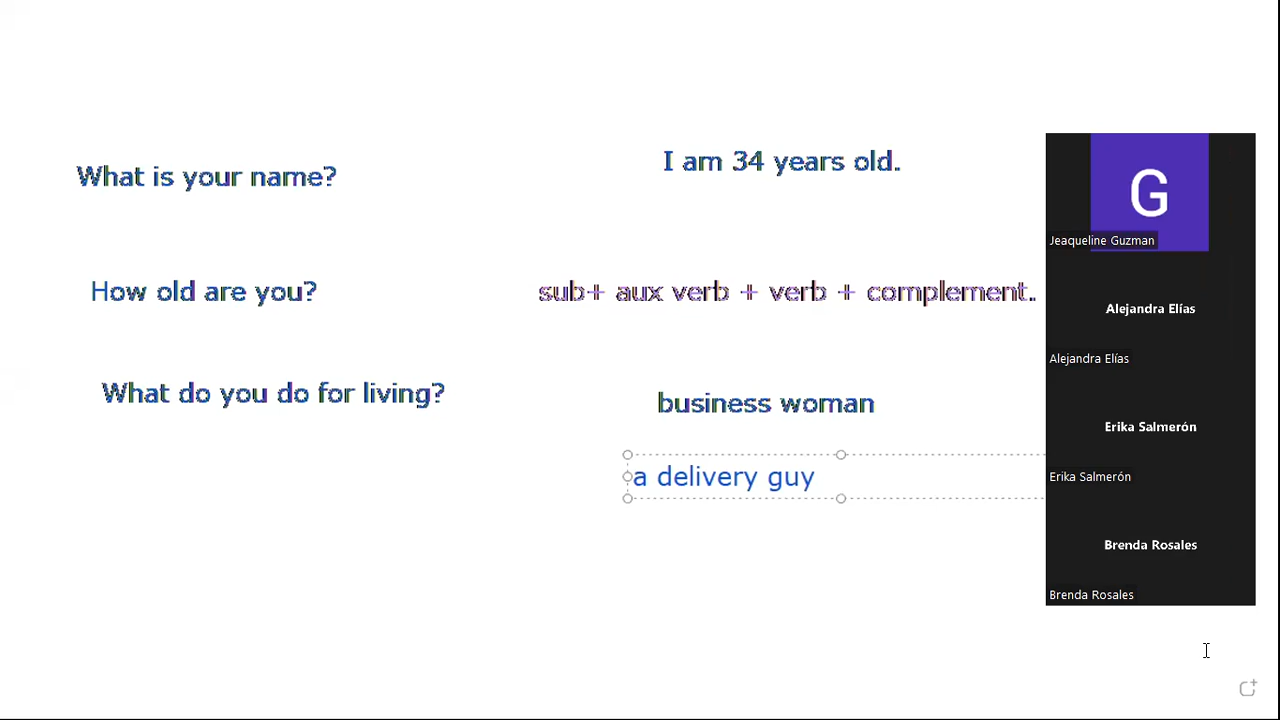 What is your name?
I am 34 years old.
How old are you?
sub+ aux verb + verb + complement.
What do you do for living?
business woman
a delivery guy
G
Jeaqueline Guzman
Alejandra Elías
Alejandra Elías
Erika Salmerón
Erika Salmerón
Brenda Rosales
Brenda Rosales